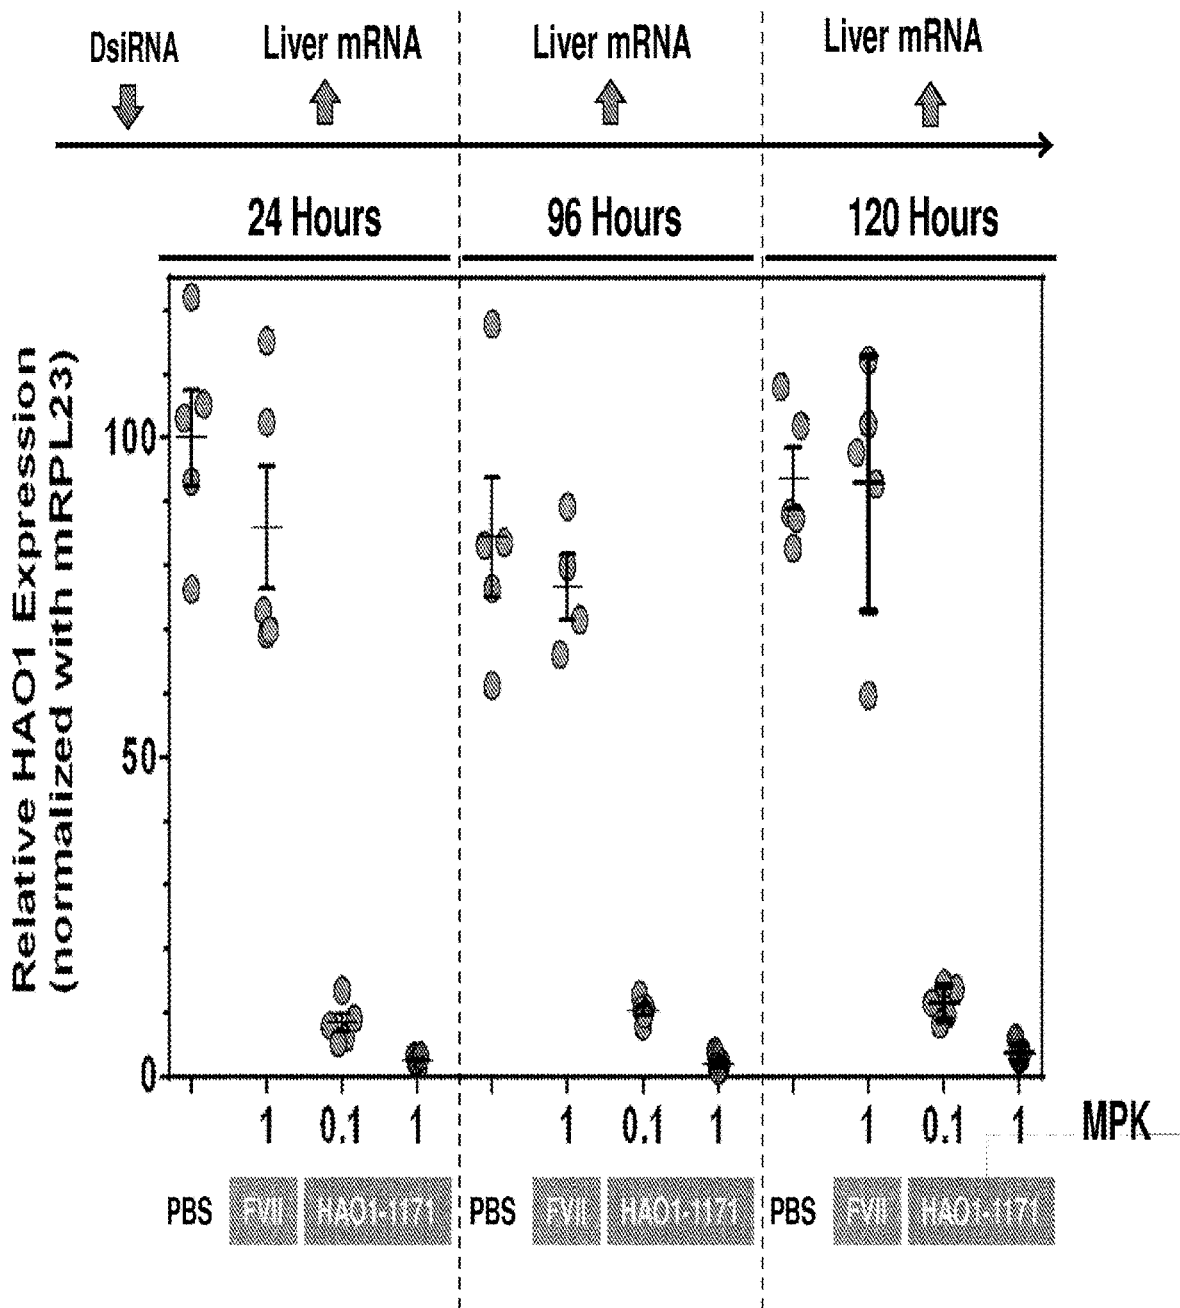 DsiRNA
Liver mRNA
Liver mRNA
Liver mRNA
24 Hours
96 Hours
120 Hours
Relative HAO1 Expression
(normalized with mRPL23)
100
50
0
1 0.1 1 1 0.1 1 1 0.1 1 MPK
PBS FVII HAO1-1171 PBS FVII HAO1-1171 PBS FVII HAO1-1171